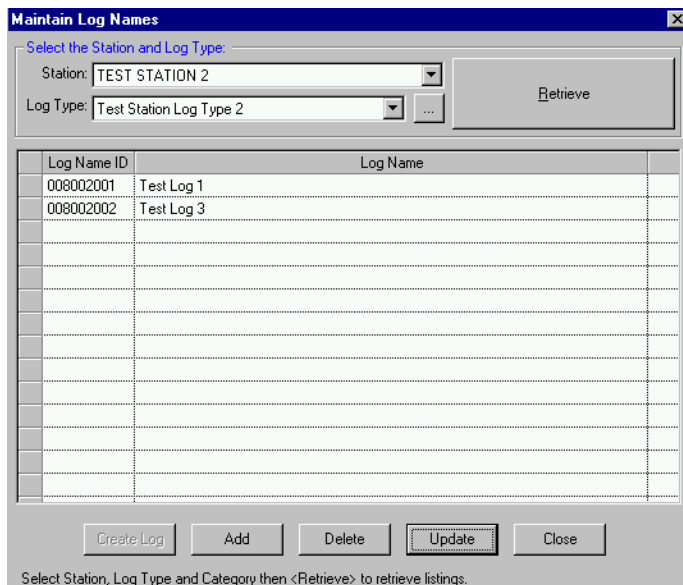 Maintain Log Names
Select the Station and Log Type:
Station: TEST STATION 2
Retrieve
Log Type: Test Station Log Type 2 ...
Log Name ID Log Name
008002001 Test Log 1
008002002 Test Log 3
Create Log Add Delete Update Close
Select Station, Log Type and Category then <Retrieve> to retrieve listings.